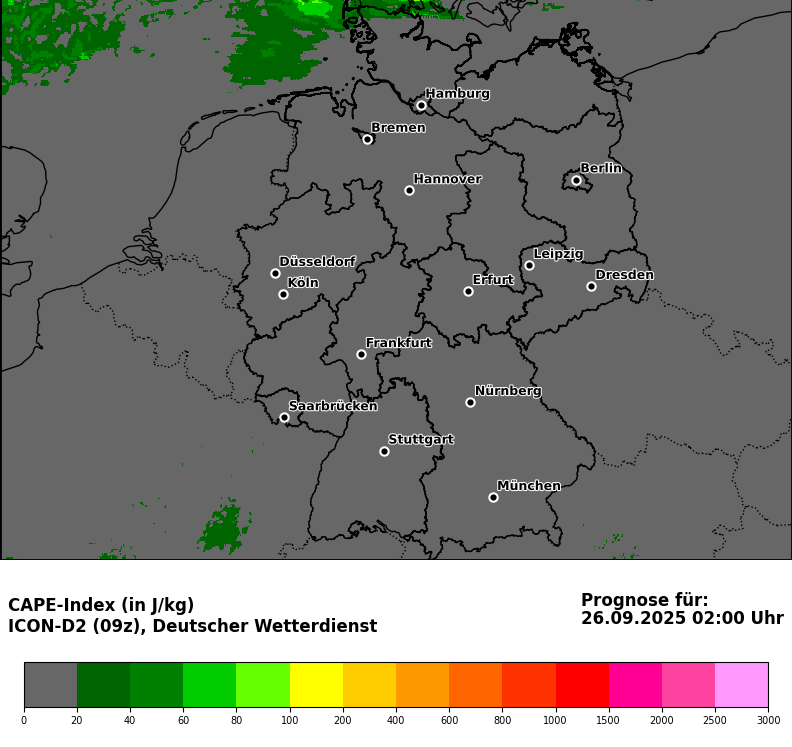 Hamburg
Bremen
Berlin
Hannover
Leipzig
Düsseldorf
Dresden
Köln
Erfurt
Frankfurt
Nürnberg
Saarbrücken
Stuttgart
München
CAPE-Index (in J/kg)
ICON-D2 (09z), Deutscher Wetterdienst
Prognose für:
26.09.2025 02:00 Uhr
0 20 40 60 80 100 200 400 600 800 1000 1500 2000 2500 3000